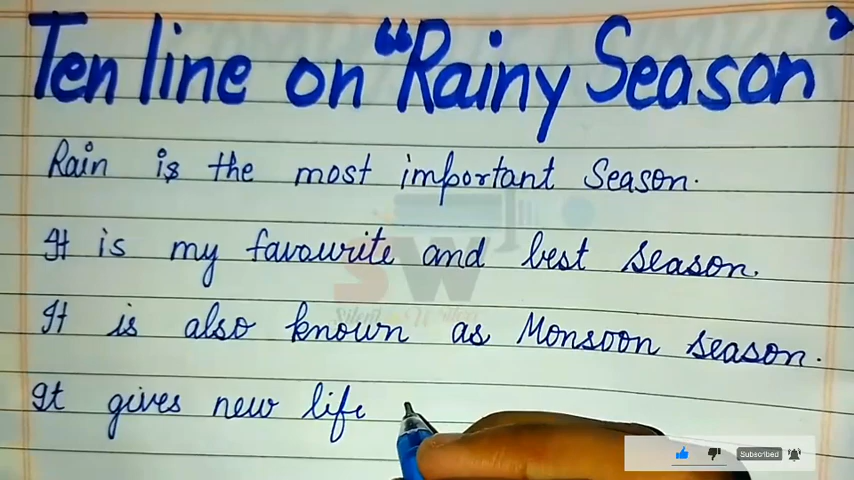 Ten line on "Rainy Season"
Rain is the most important Season.
It is my favourite and best season.
SW
It is also known as Monsoon season.
It gives new life
Subscribed